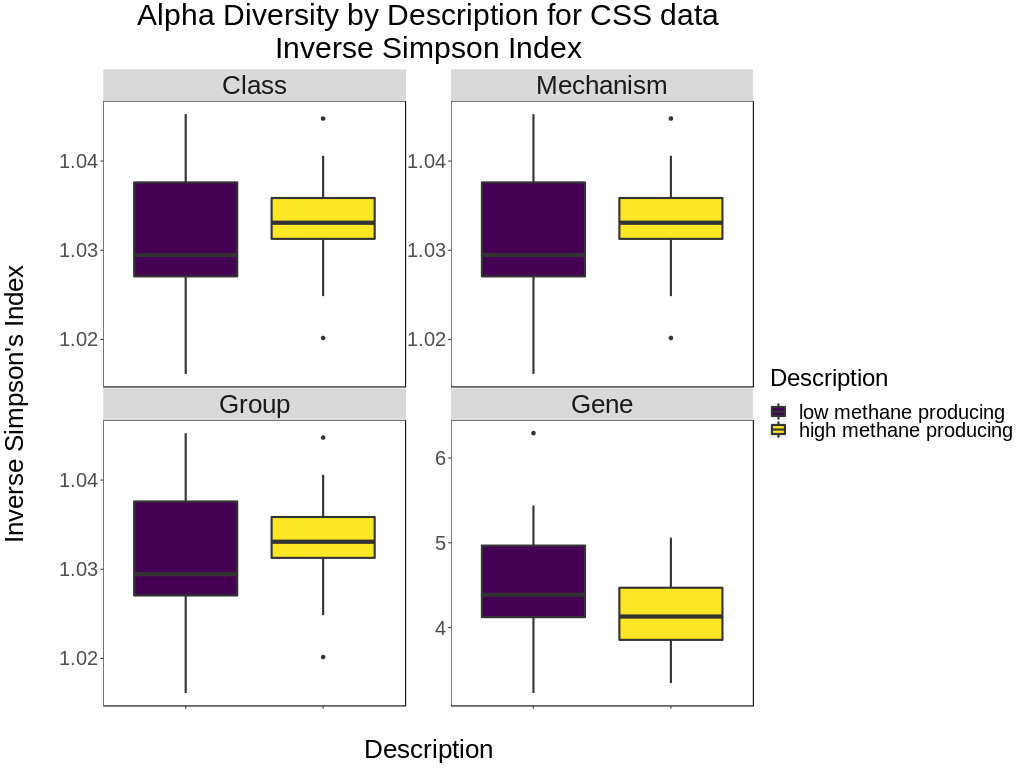 Alpha Diversity by Description for CSS data
Inverse Simpson Index
Class
Mechanism
1.04
1.03
1.02
1.04
1.03
1.02
Group
Gene
1.04
1.03
1.02
6
5
4
Inverse Simpson's Index
Description
Description
low methane producing
high methane producing